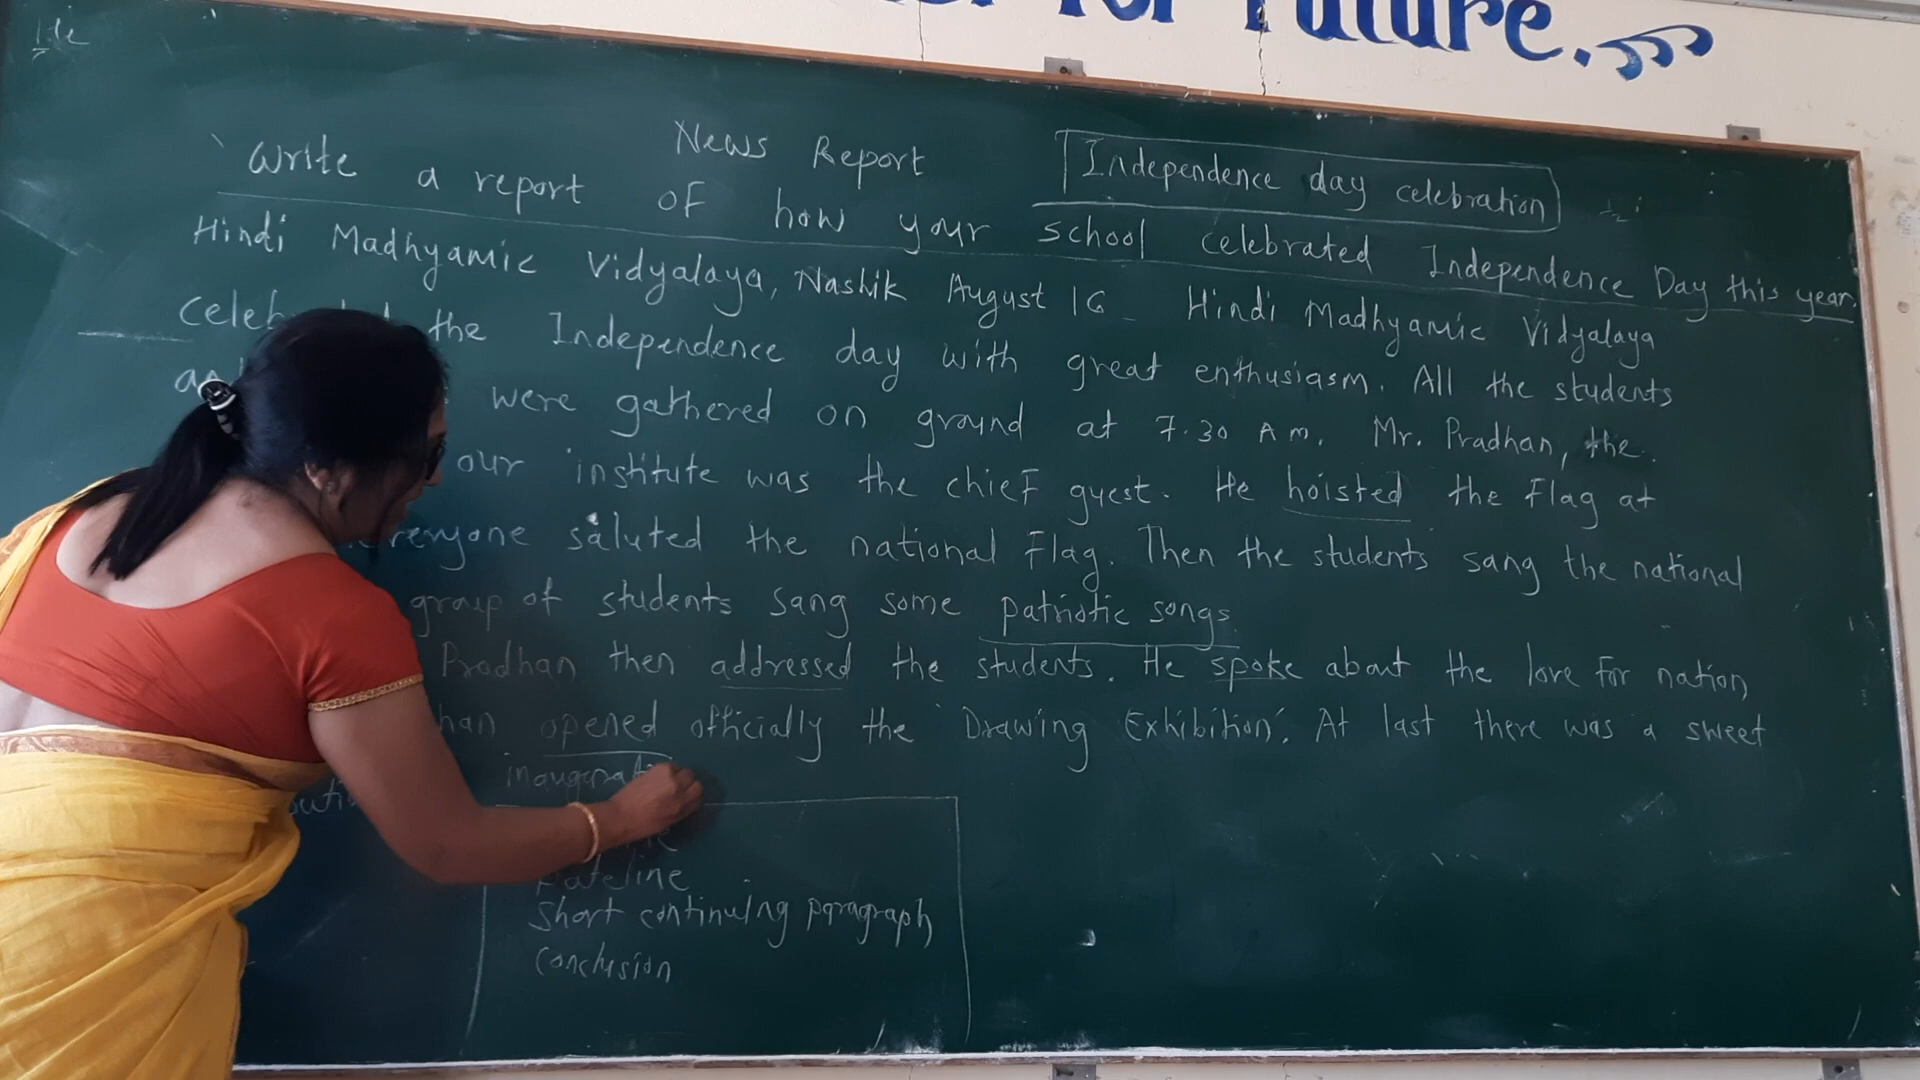 for Future.
News Report
Independence day celebration
Write a report of how your school celebrated Independence Day this year.
Hindi Madhyamic Vidyalaya, Nashik August 16 - Hindi Madhyamic Vidyalaya
the Independence day with great enthusiasm. All the students
were gathered on ground at 7.30 A m. Mr. Pradhan, the
our institute was the chief guest. He hoisted the flag at
everyone saluted the national Flag. Then the students sang the national
group of students sang some patriotic songs.
Pradhan then addressed the students. He spoke about the love for nation
opened officially the 'Drawing Exhibition'. At last there was a sweet
Dateline
Short continuing paragraph
Conclusion